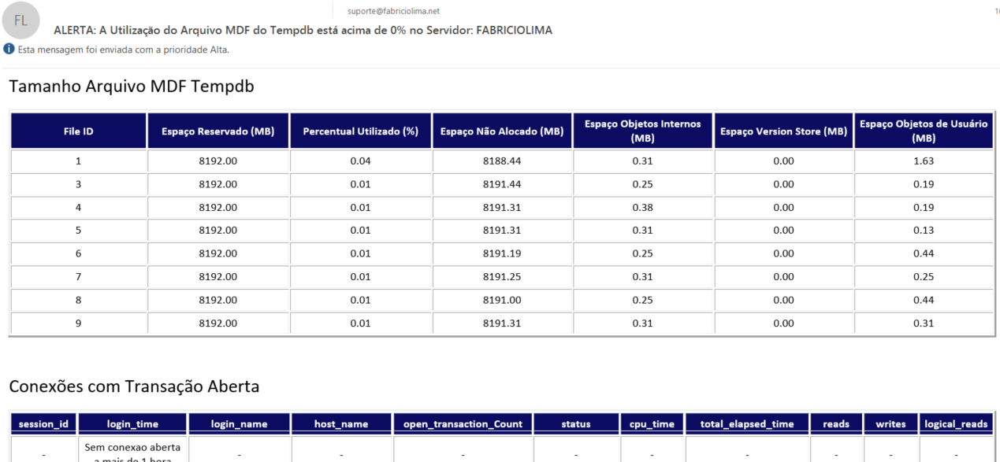 FL
suporte@fabriciolima.net
ALERTA: A Utilização do Arquivo MDF do Tempdb está acima de 0% no Servidor: FABRICIOLIMA
Esta mensagem foi enviada com a prioridade Alta.
Tamanho Arquivo MDF Tempdb
File ID Espaço Reservado (MB) Percentual Utilizado (%) Espaço Não Alocado (MB) Espaço Objetos Internos (MB) Espaço Version Store (MB) Espaço Objetos de Usuário (MB)
1 8192.00 0.04 8188.44 0.31 0.00 1.63
3 8192.00 0.01 8191.44 0.25 0.00 0.19
4 8192.00 0.01 8191.31 0.38 0.00 0.19
5 8192.00 0.01 8191.31 0.31 0.00 0.13
6 8192.00 0.01 8191.19 0.25 0.00 0.44
7 8192.00 0.01 8191.25 0.31 0.00 0.25
8 8192.00 0.01 8191.00 0.25 0.00 0.44
9 8192.00 0.01 8191.31 0.31 0.00 0.31
Conexões com Transação Aberta
session_id login_time login_name host_name open_transaction_Count status cpu_time total_elapsed_time reads writes logical_reads
- Sem conexao aberta a mais de 1 hora - - - - - - - - -